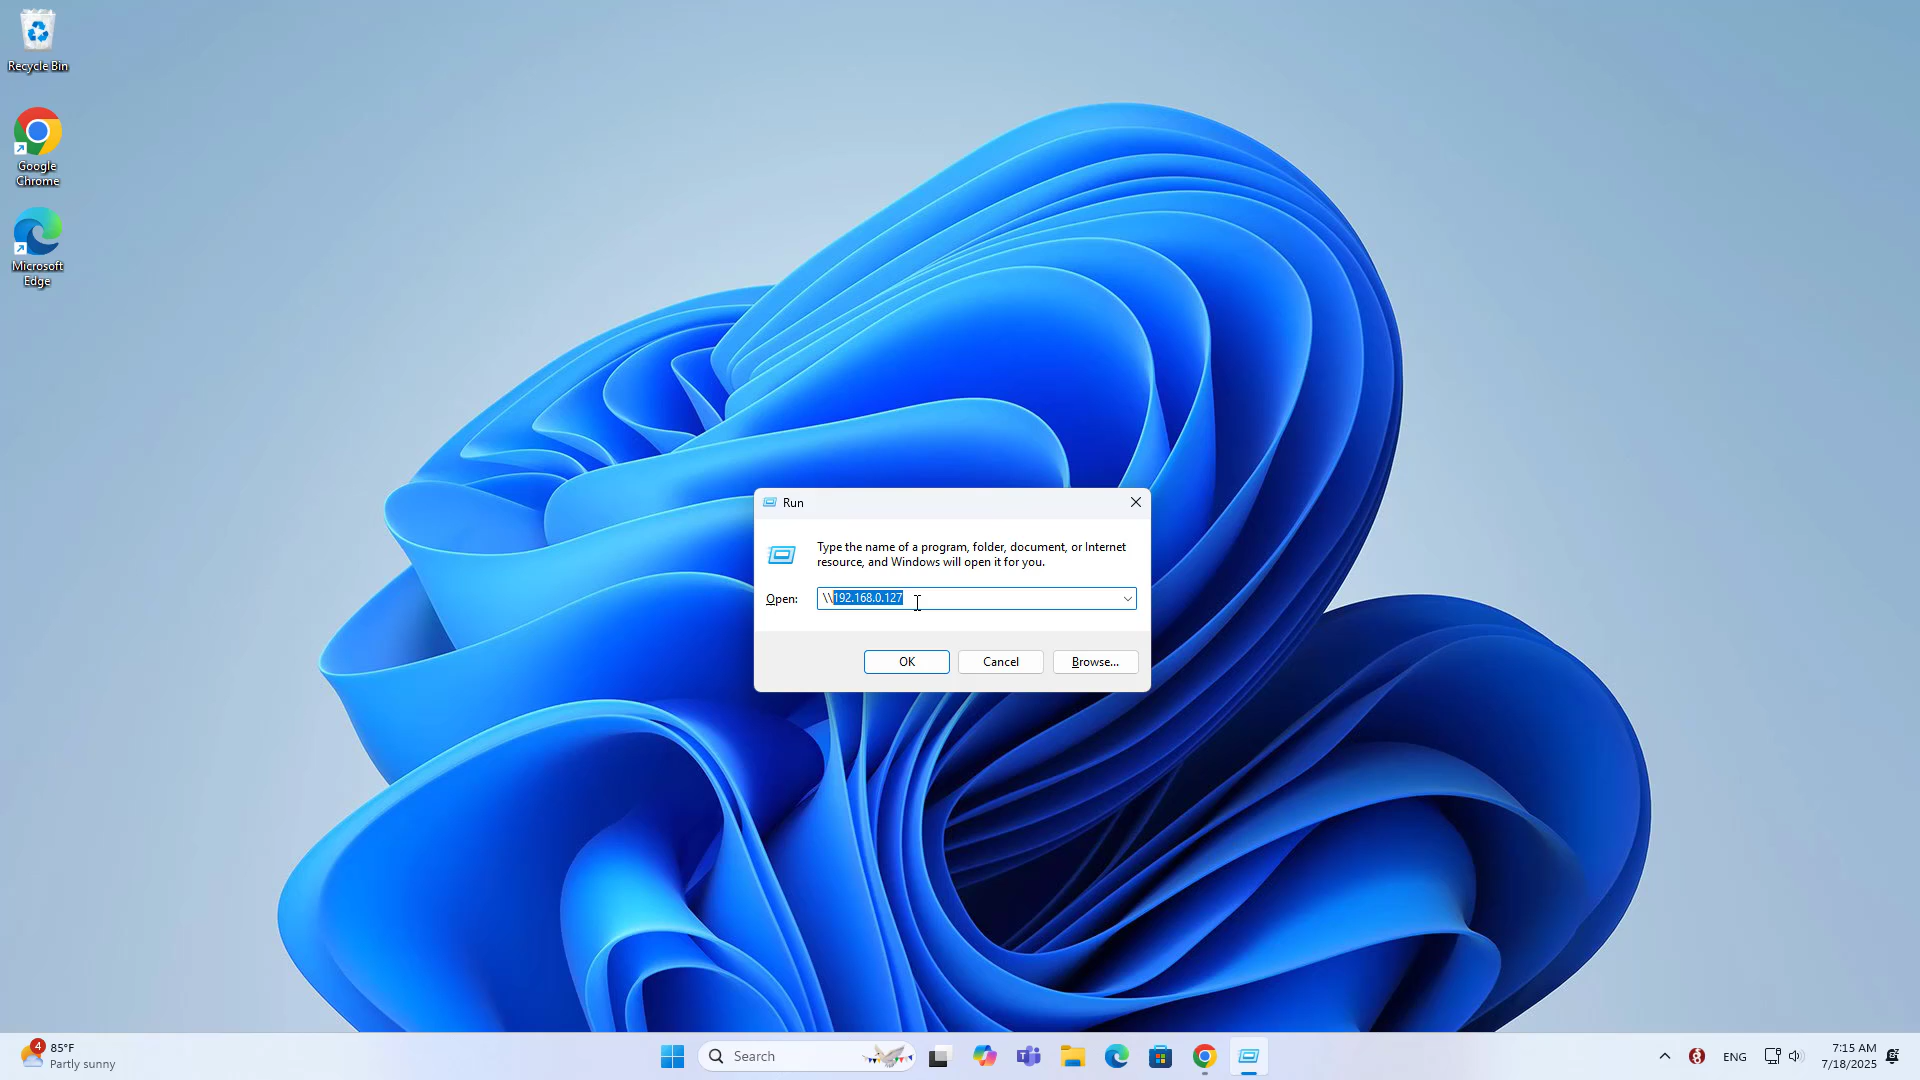 Recycle Bin
Google
Chrome
Microsoft
Edge
Run
Type the name of a program, folder, document, or Internet
resource, and Windows will open it for you.
Open:
\\192.168.0.127
OK
Cancel
Browse...
4
85°F
Partly sunny
Search
ENG
7:15 AM
7/18/2025